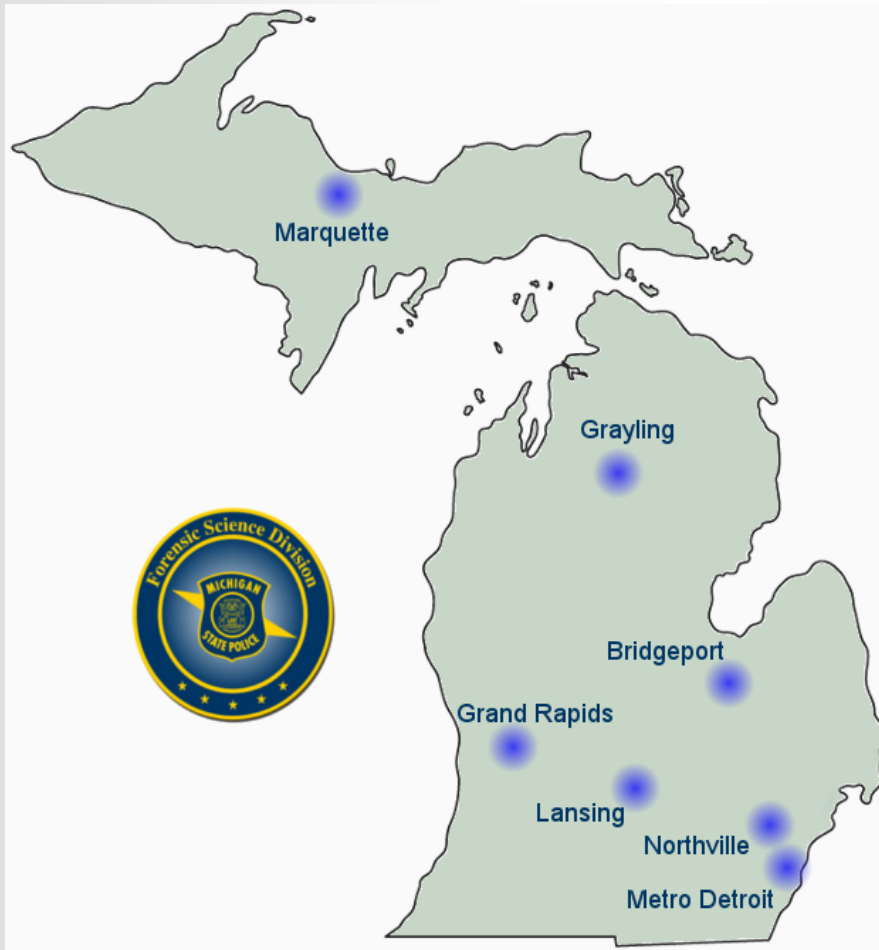 Marquette
Grayling
Forensic Science Division
MICHIGAN
STATE POLICE
Bridgeport
Grand Rapids
Lansing
Northville
Metro Detroit